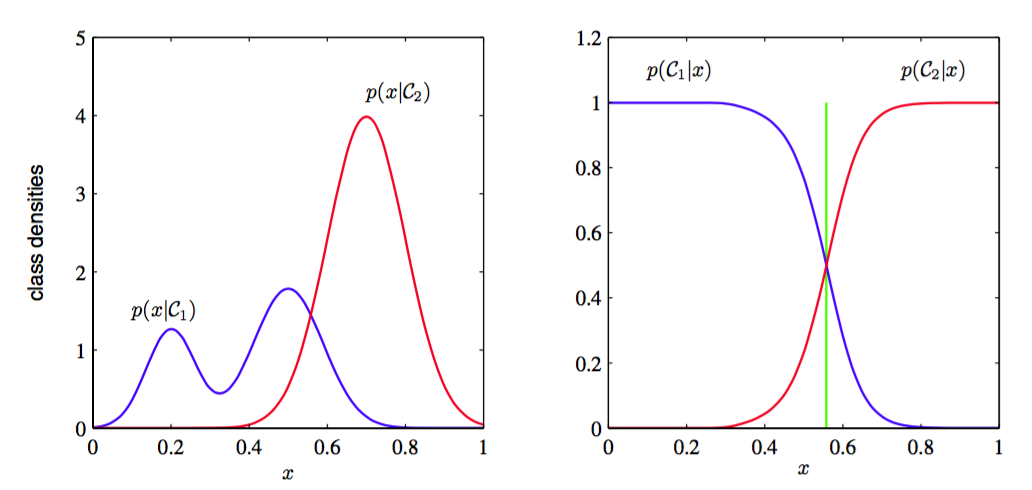 class densities
5
4
3
2
1
0
p(x|C₁)
p(x|C₂)
0 0.2 0.4 0.6 0.8 1
x
1.2
1
0.8
0.6
0.4
0.2
0
p(C₁|x) p(C₂|x)
0 0.2 0.4 0.6 0.8 1
x